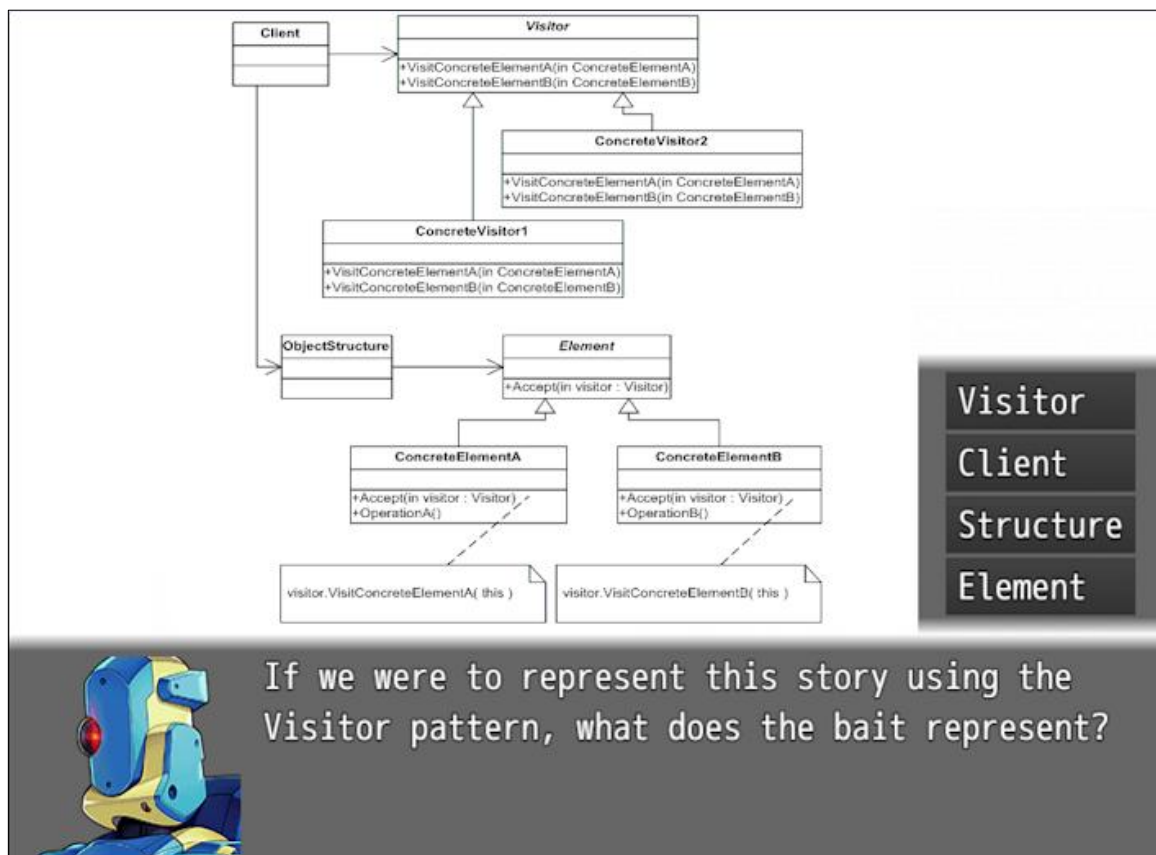 Client
Visitor
+VisitConcreteElementA(in ConcreteElementA)
+VisitConcreteElementB(in ConcreteElementB)
ConcreteVisitor2
+VisitConcreteElementA(in ConcreteElementA)
+VisitConcreteElementB(in ConcreteElementB)
ConcreteVisitor1
+VisitConcreteElementA(in ConcreteElementA)
+VisitConcreteElementB(in ConcreteElementB)
ObjectStructure
Element
+Accept(in visitor : Visitor)
ConcreteElementA
+Accept(in visitor : Visitor)
+OperationA()
ConcreteElementB
+Accept(in visitor : Visitor)
+OperationB()
visitor.VisitConcreteElementA( this )
visitor.VisitConcreteElementB( this )
Visitor
Client
Structure
Element
If we were to represent this story using the
Visitor pattern, what does the bait represent?